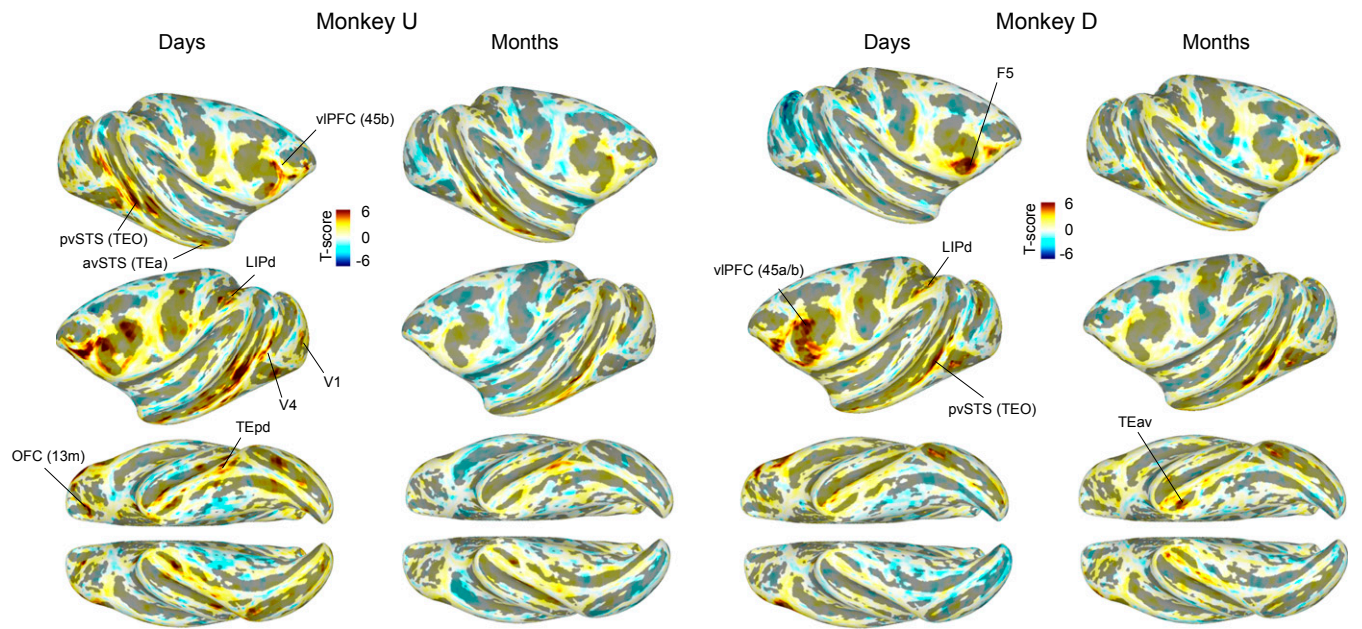 Monkey U
Monkey D
Days
Months
Days
Months
F5
vlPFC (45b)
pvSTS (TEO)
avSTS (TEa)
T-score
6
0
-6
T-score
6
0
-6
LIPd
V1
V4
vlPFC (45a/b)
LIPd
pvSTS (TEO)
OFC (13m)
TEpd
TEav